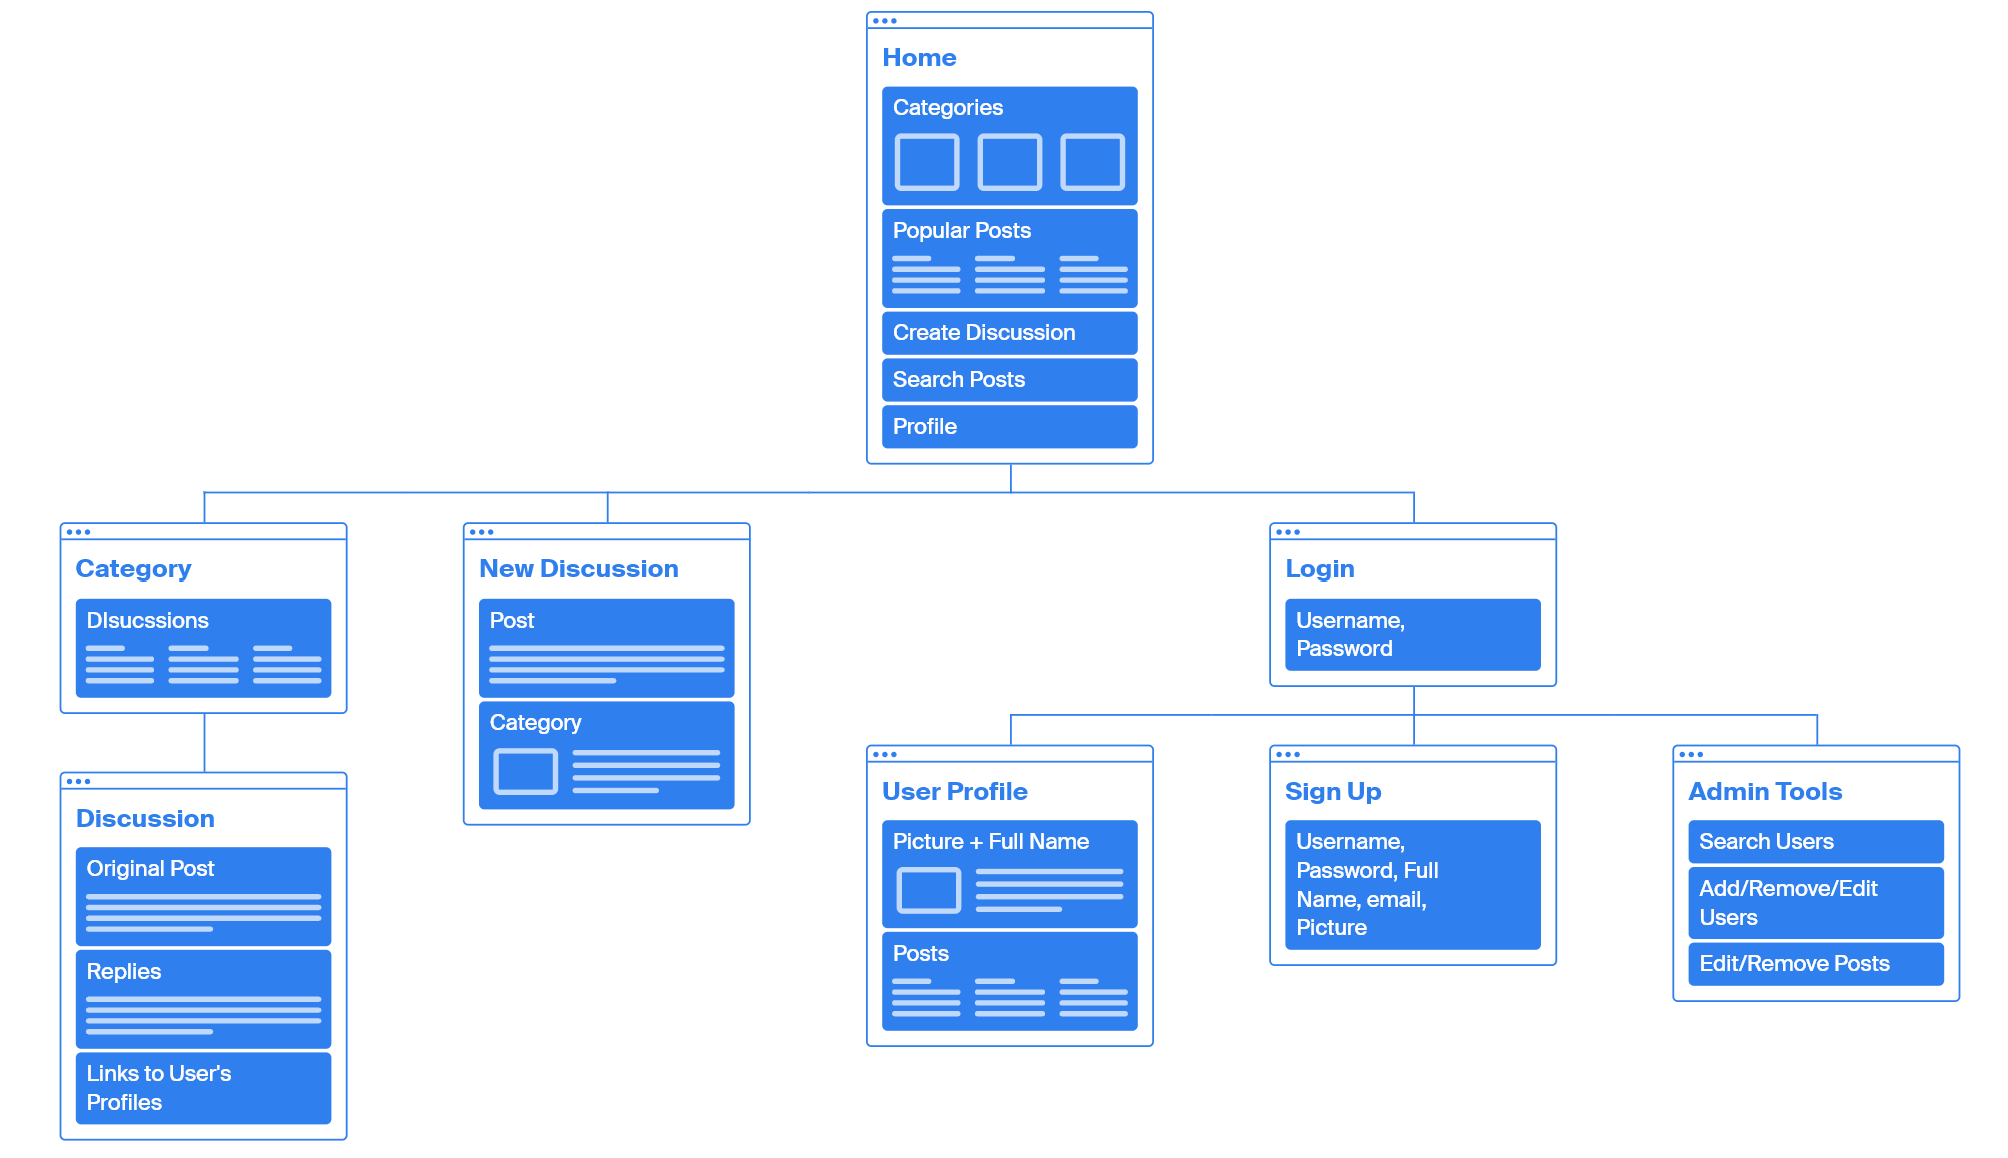 Home
Categories
Popular Posts
Create Discussion
Search Posts
Profile
Category
DIsucssions
New Discussion
Post
Category
Login
Username,
Password
Discussion
Original Post
Replies
Links to User's
Profiles
User Profile
Picture + Full Name
Posts
Sign Up
Username,
Password, Full
Name, email,
Picture
Admin Tools
Search Users
Add/Remove/Edit
Users
Edit/Remove Posts